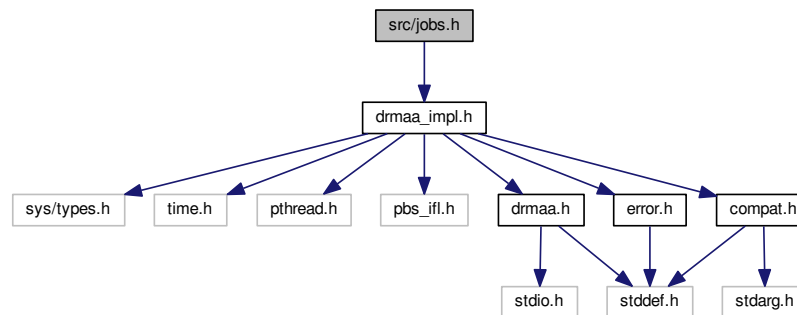 src/jobs.h
drmaa_impl.h
sys/types.h
time.h
pthread.h
pbs_ifl.h
drmaa.h
error.h
compat.h
stdio.h
stddef.h
stdarg.h